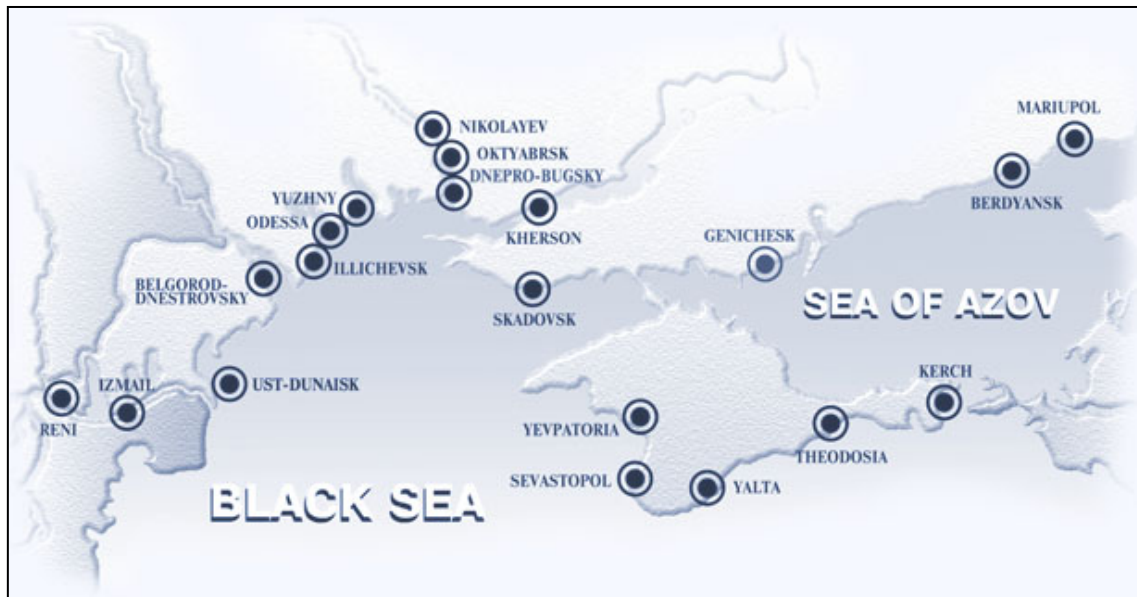 MARIUPOL
NIKOLAYEV
OKTYABRSK
DNEPRO-BUGSKY
YUZHNY
ODESSA
BERDYANSK
KHERSON
GENICHESK
ILLICHEVSK
BELGOROD-
DNESTROVSKY
SEA OF AZOV
SKADOVSK
KERCH
IZMAIL
UST-DUNAISK
RENI
YEVPATORIA
THEODOSIA
SEVASTOPOL
YALTA
BLACK SEA